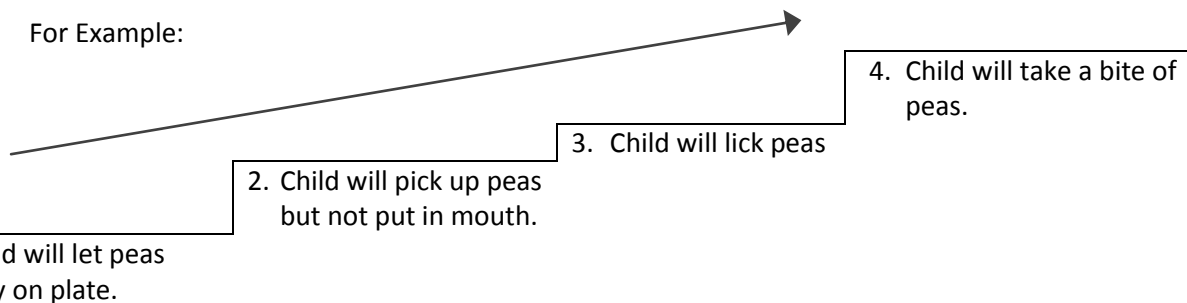 For Example:
4. Child will take a bite of
peas.
3. Child will lick peas
2. Child will pick up peas
but not put in mouth.
will let peas
on plate.